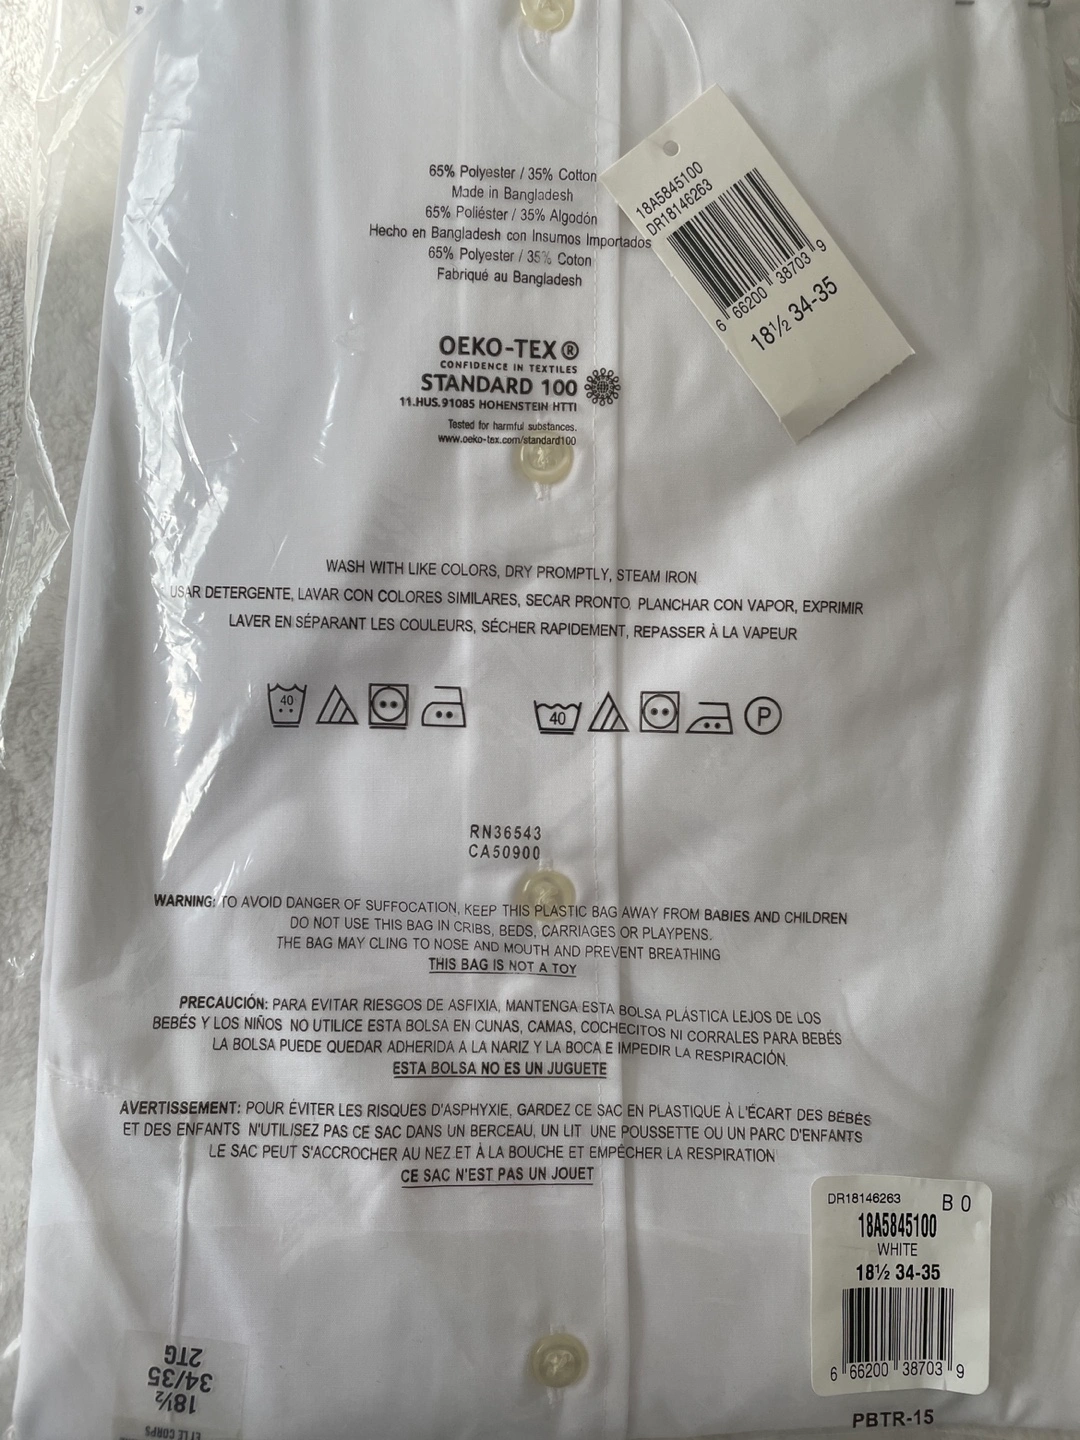 65% Polyester / 35% Cotton
Made in Bangladesh
65% Poliéster / 35% Algodón
Hecho en Bangladesh con Insumos Importados
65% Polyester / 35% Coton
Fabriqué au Bangladesh
18A5845100
DR18146263
6 66200 38703 9
18½ 34-35
OEKO-TEX®
CONFIDENCE IN TEXTILES
STANDARD 100
11.HUS.91085 HOHENSTEIN HTTI
Tested for harmful substances.
www.oeko-tex.com/standard100
WASH WITH LIKE COLORS, DRY PROMPTLY, STEAM IRON
USAR DETERGENTE, LAVAR CON COLORES SIMILARES, SECAR PRONTO, PLANCHAR CON VAPOR, EXPRIMIR
LAVER EN SÉPARANT LES COULEURS, SÉCHER RAPIDEMENT, REPASSER À LA VAPEUR
40 40 P
RN36543
CA50900
WARNING: TO AVOID DANGER OF SUFFOCATION, KEEP THIS PLASTIC BAG AWAY FROM BABIES AND CHILDREN
DO NOT USE THIS BAG IN CRIBS, BEDS, CARRIAGES OR PLAYPENS.
THE BAG MAY CLING TO NOSE AND MOUTH AND PREVENT BREATHING
THIS BAG IS NOT A TOY
PRECAUCIÓN: PARA EVITAR RIESGOS DE ASFIXIA, MANTENGA ESTA BOLSA PLÁSTICA LEJOS DE LOS
BEBÉS Y LOS NIÑOS NO UTILICE ESTA BOLSA EN CUNAS, CAMAS, COCHECITOS NI CORRALES PARA BEBÉS
LA BOLSA PUEDE QUEDAR ADHERIDA A LA NARIZ Y LA BOCA E IMPEDIR LA RESPIRACIÓN
ESTA BOLSA NO ES UN JUGUETE
AVERTISSEMENT: POUR ÉVITER LES RISQUES D'ASPHYXIE, GARDEZ CE SAC EN PLASTIQUE À L'ÉCART DES BÉBÉS
ET DES ENFANTS N'UTILISEZ PAS CE SAC DANS UN BERCEAU, UN LIT UNE POUSSETTE OU UN PARC D'ENFANTS
LE SAC PEUT S'ACCROCHER AU NEZ ET À LA BOUCHE ET EMPÊCHER LA RESPIRATION
CE SAC N'EST PAS UN JOUET
DR18146263 B 0
18A5845100
WHITE
18½ 34-35
6 66200 38703 9
PBTR-15
ET LE CORPS
18½
34/35
2TG